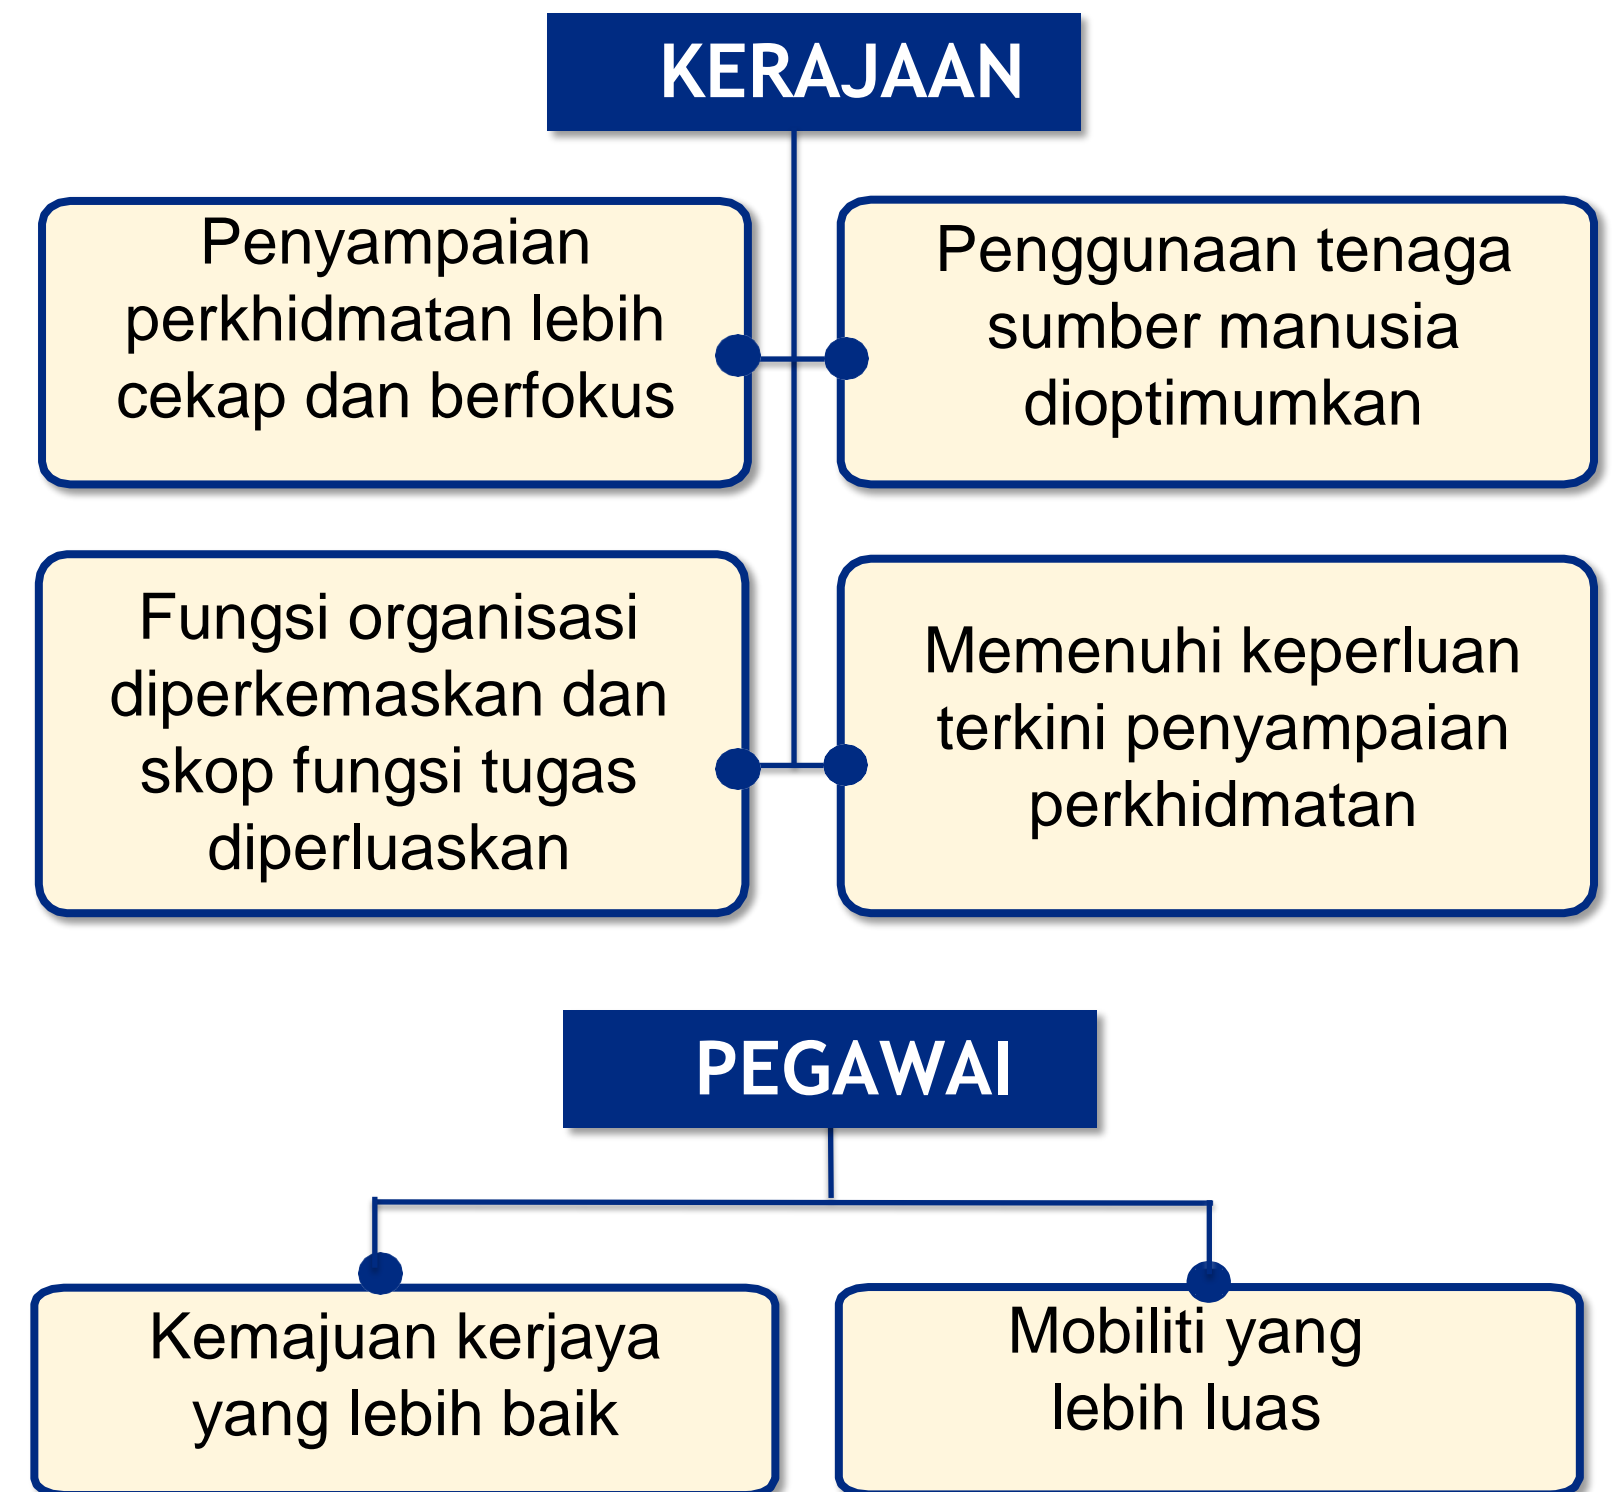 KERAJAAN
Penyampaian
perkhidmatan lebih
cekap dan berfokus
Penggunaan tenaga
sumber manusia
dioptimumkan
Fungsi organisasi
diperkemaskan dan
skop fungsi tugas
diperluaskan
Memenuhi keperluan
terkini penyampaian
perkhidmatan
PEGAWAI
Kemajuan kerjaya
yang lebih baik
Mobiliti yang
lebih luas